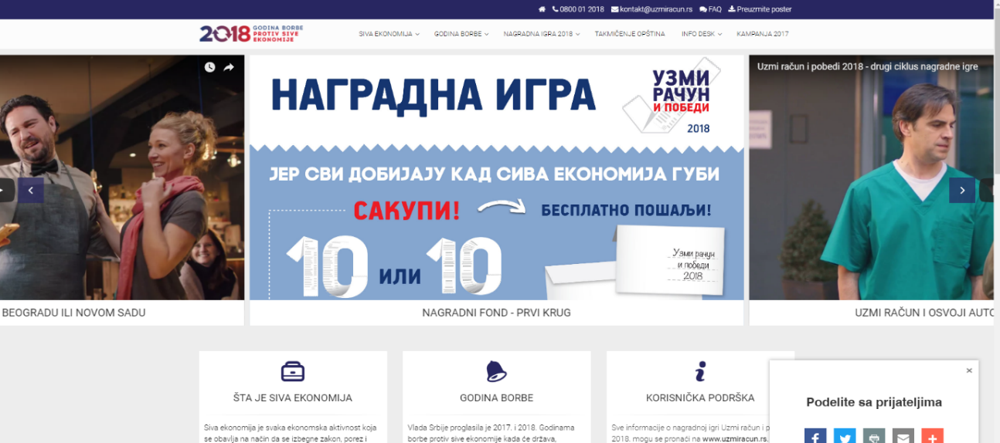 0800 01 2018 kontakt@uzmiracun.rs FAQ Preuzmite poster
2018 GODINA BORBE
PROTIV SIVE
EKONOMIJE
SIVA EKONOMIJA GODINA BORBE NAGRADNA IGRA 2018 TAKMIČENJE OPŠTINA INFO DESK KAMPANJA 2017
НАГРАДНА ИГРА
УЗМИ
РАЧУН
И ПОБЕДИ
2018
ЈЕР СВИ ДОБИЈАЈУ КАД СИВА ЕКОНОМИЈА ГУБИ
САКУПИ!
БЕСПЛАТНО ПОШАЉИ!
10 ИЛИ 10
Узми рачун
и победи
2018
Uzmi račun i pobedi 2018 - drugi ciklus nagradne igre
BEOGRADU ILI NOVOM SADU
NAGRADNI FOND - PRVI KRUG
UZMI RAČUN I OSVOJI
ŠTA JE SIVA EKONOMIJA
Siva ekonomija je svaka ekonomska aktivnost koja
se obavlja na način da se izbegne zakon, porez i
GODINA BORBE
Vlada Srbije proglasila je 2017. i 2018. Godinama
borbe protiv sive ekonomije kada će država,
KORISNIČKA PODRŠKA
Sve informacije o nagradnoj igri Uzmi račun i
2018. mogu se pronaći na www.uzmiracun.rs.
×
Podelite sa prijateljima